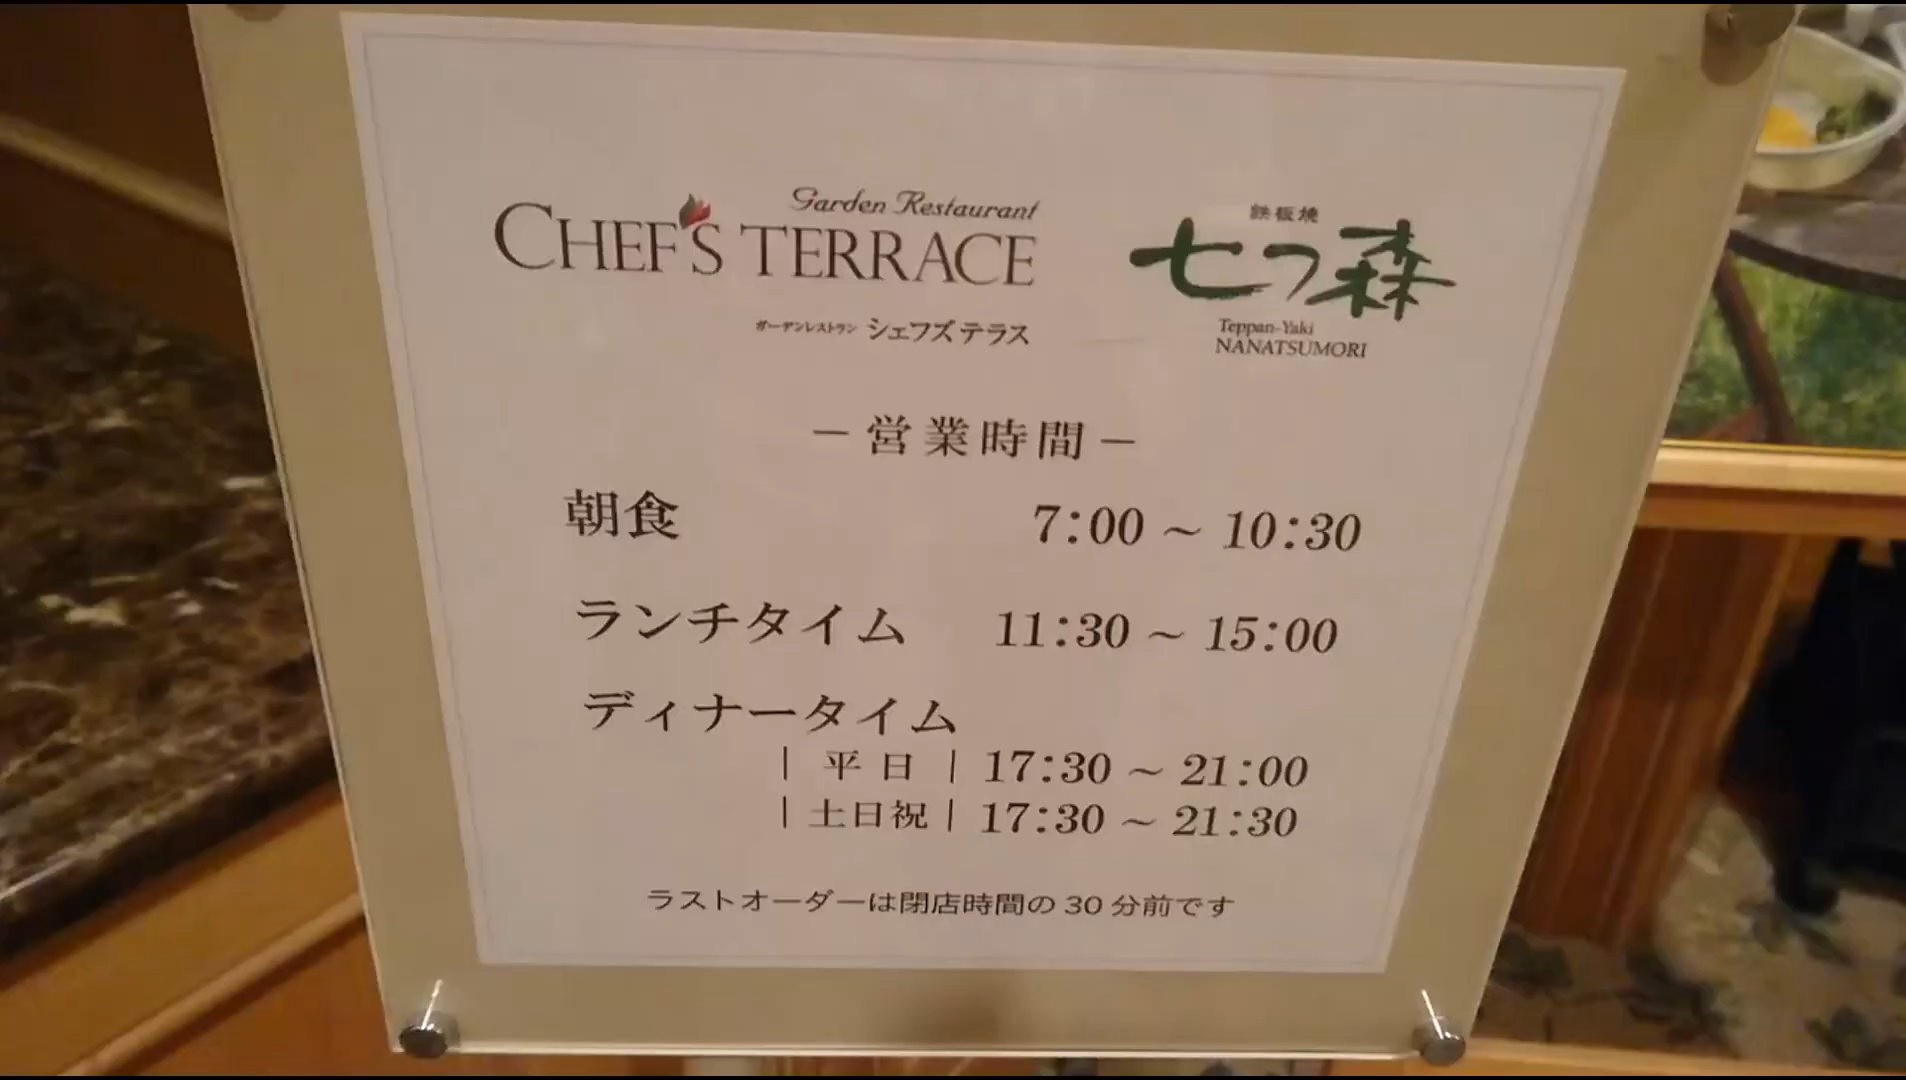 Garden Restaurant
CHEF'S TERRACE
ガーデンレストラン シェフズ テラス
鉄板焼
七つ森
Teppan-Yaki
NANATSUMORI
－営業時間－
朝食 7:00 ~ 10:30
ランチタイム 11:30 ~ 15:00
ディナータイム
| 平日 | 17:30 ~ 21:00
| 土日祝 | 17:30 ~ 21:30
ラストオーダーは閉店時間の 30 分前です